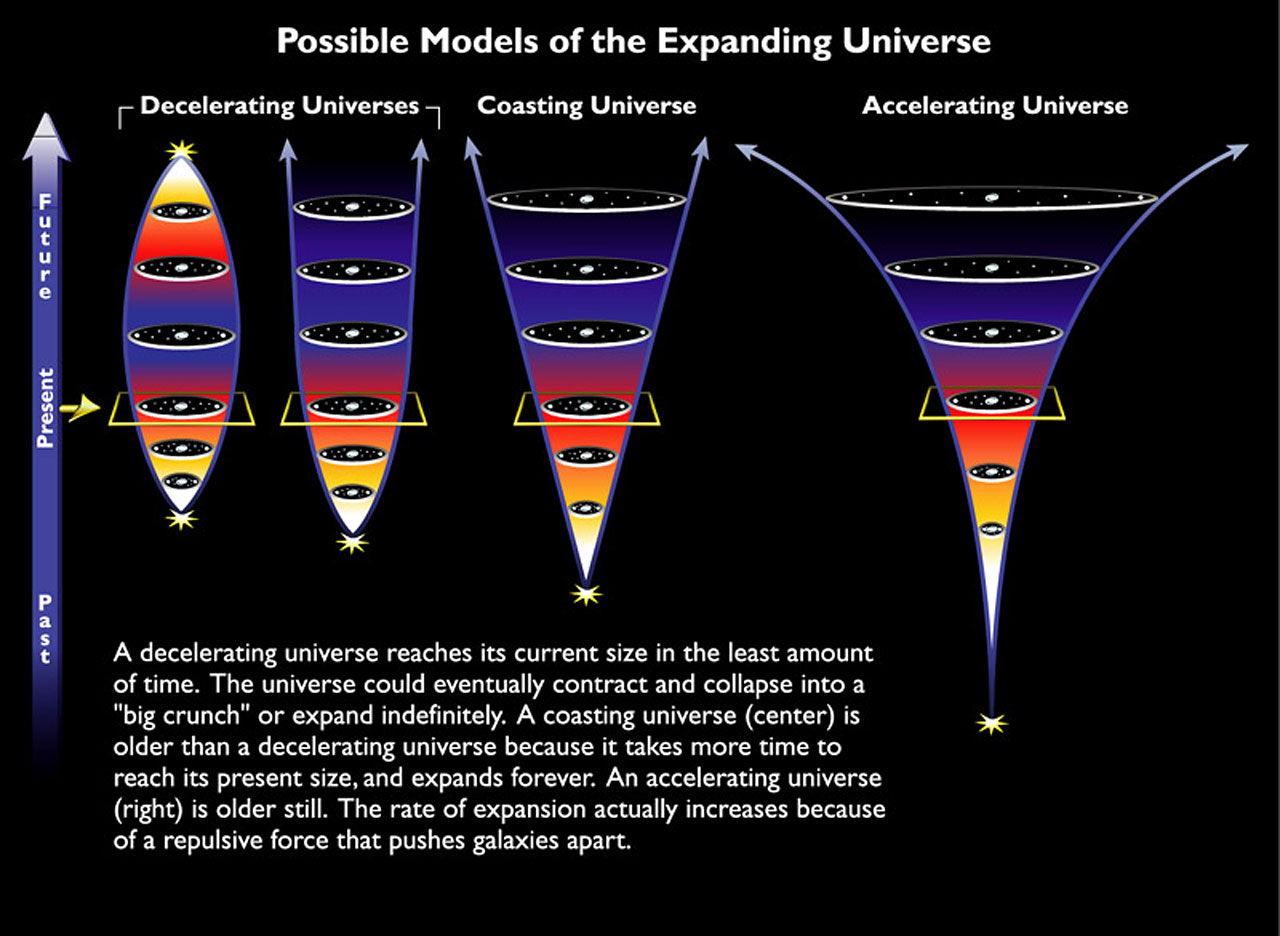 Possible Models of the Expanding Universe
Decelerating Universes
Coasting Universe
Accelerating Universe
Future
Present
Past
A decelerating universe reaches its current size in the least amount
of time. The universe could eventually contract and collapse into a
"big crunch" or expand indefinitely. A coasting universe (center) is
older than a decelerating universe because it takes more time to
reach its present size, and expands forever. An accelerating universe
(right) is older still. The rate of expansion actually increases because
of a repulsive force that pushes galaxies apart.